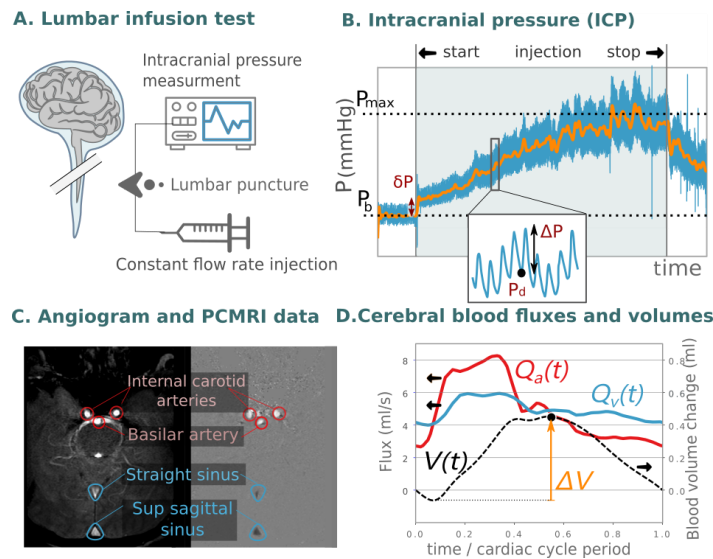 A. Lumbar infusion test
Intracranial pressure
measurment
Lumbar puncture
Constant flow rate injection
B. Intracranial pressure (ICP)
start injection stop
P (mmHg)
Pmax
δP
Pb
ΔP
Pd
time
C. Angiogram and PCMRI data
Internal carotid
arteries
Basilar artery
Straight sinus
Sup sagittal
sinus
D.Cerebral blood fluxes and volumes
Flux (ml/s)
8
6
4
2
0
Qa(t)
Qv(t)
V(t)
ΔV
0.8
0.6
0.4
0.2
0.0
Blood volume change (ml)
0.0 0.2 0.4 0.6 0.8 1.0
time / cardiac cycle period